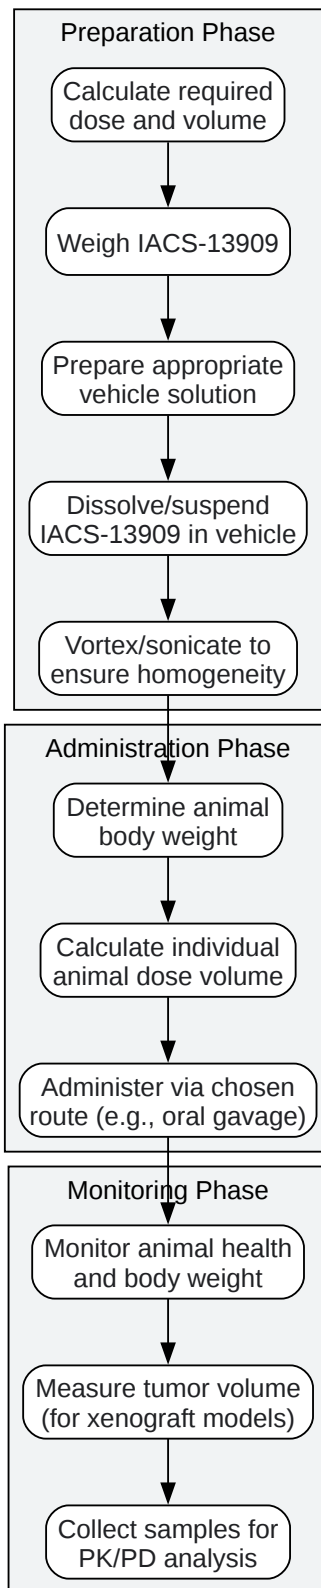 Preparation Phase
Calculate required
dose and volume
Weigh IACS-13909
Prepare appropriate
vehicle solution
Dissolve/suspend
IACS-13909 in vehicle
Vortex/sonicate to
ensure homogeneity
Administration Phase
Determine animal
body weight
Calculate individual
animal dose volume
Administer via chosen
route (e.g., oral gavage)
Monitoring Phase
Monitor animal health
and body weight
Measure tumor volume
(for xenograft models)
Collect samples for
PK/PD analysis